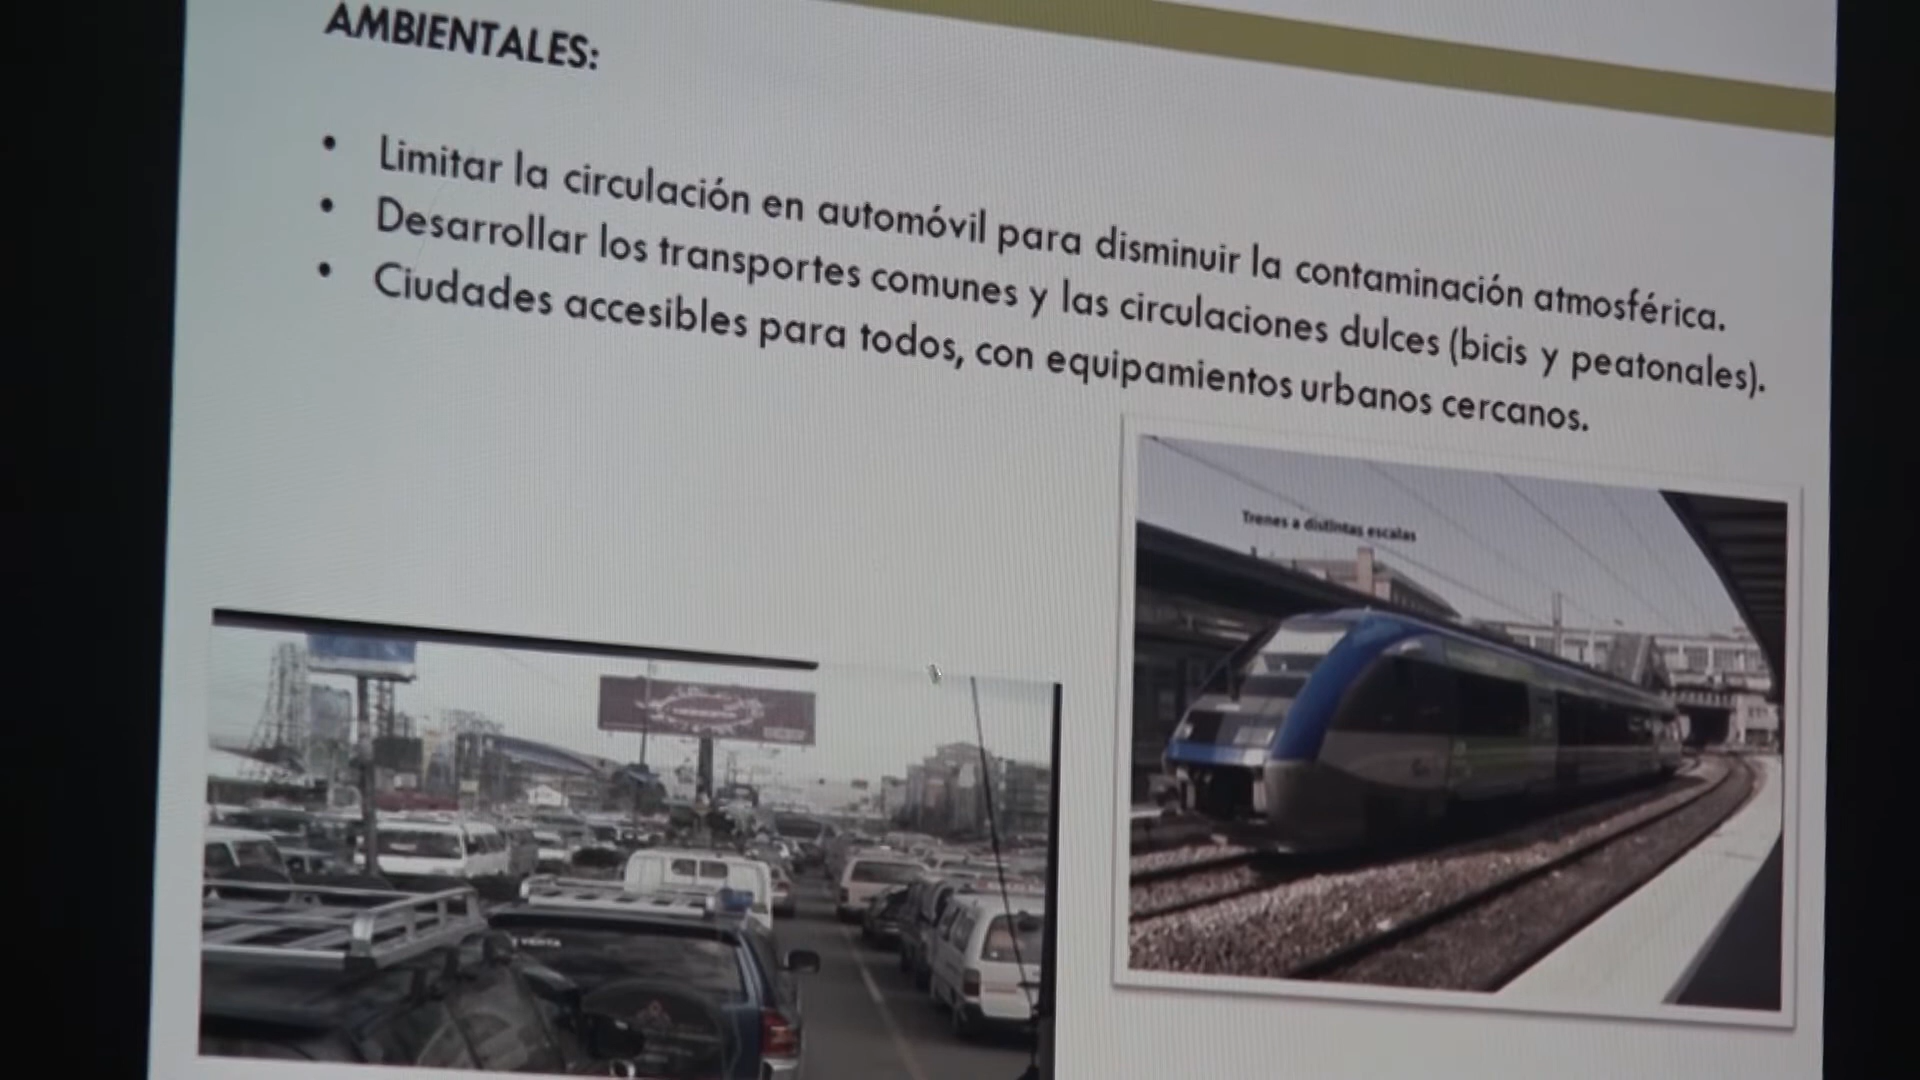 AMBIENTALES:
• Limitar la circulación en automóvil para disminuir la contaminación atmosférica.
• Desarrollar los transportes comunes y las circulaciones dulces (bicis y peatonales).
• Ciudades accesibles para todos, con equipamientos urbanos cercanos.
Trenes a distintas escalas
VENTA